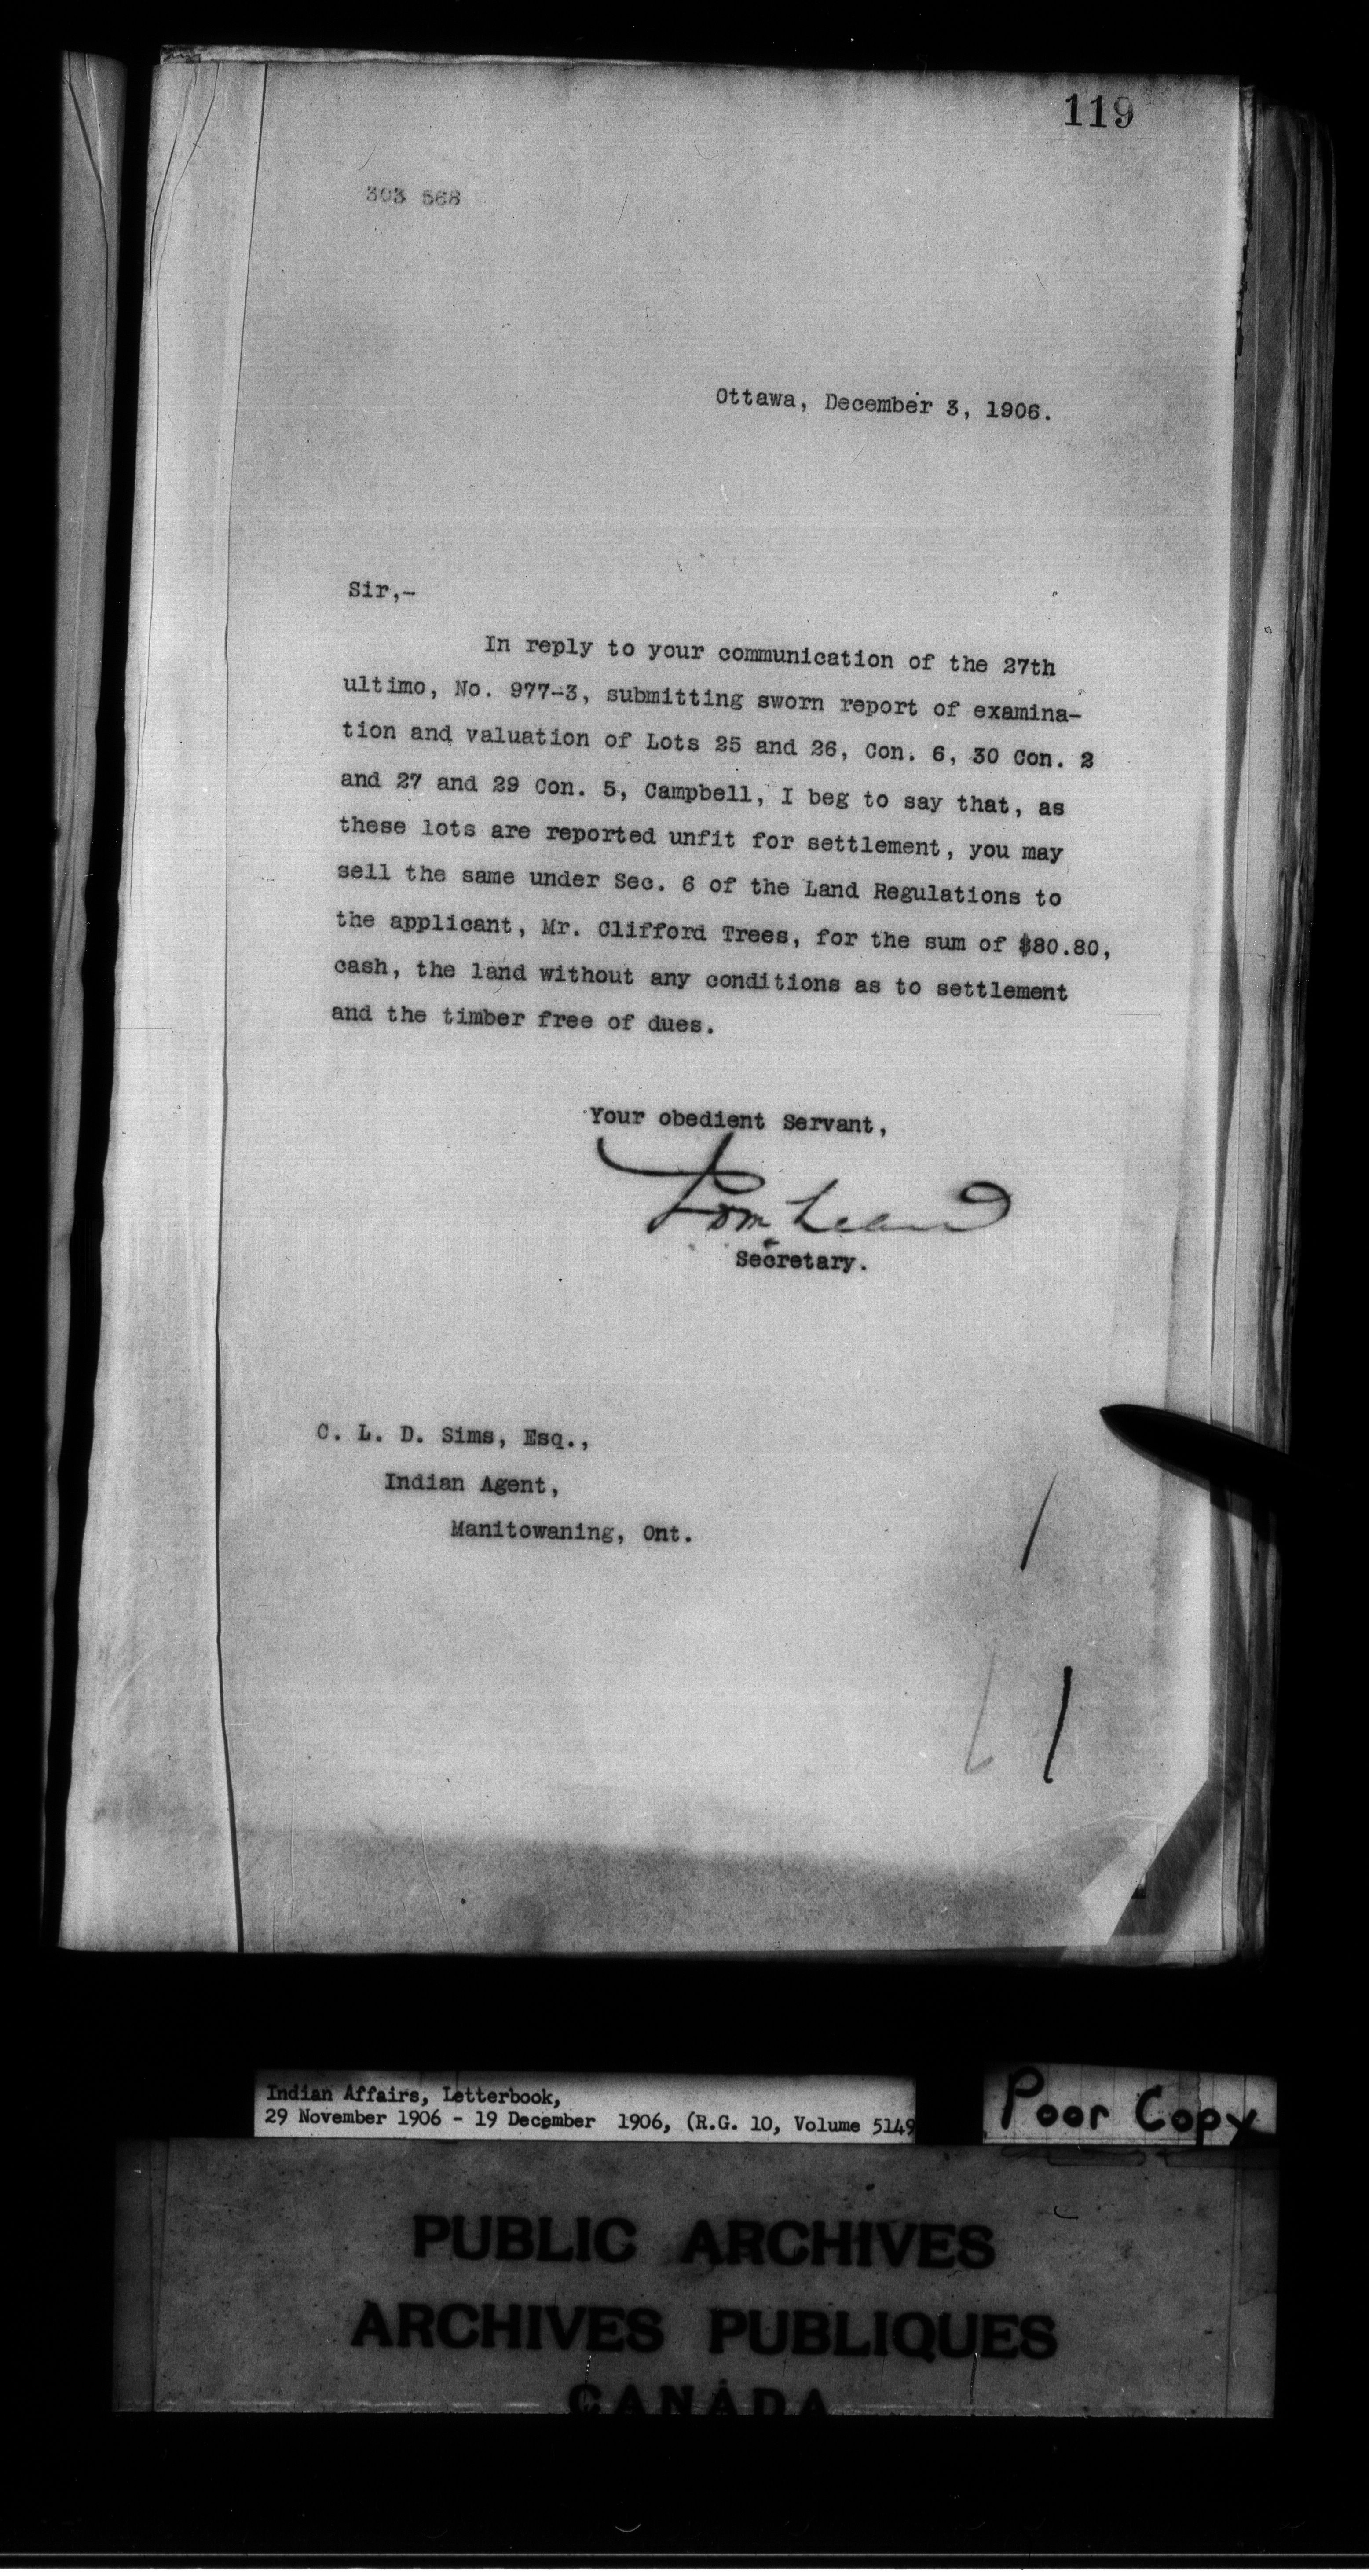 119
303 568
Ottawa, December 3, 1906.
Sir,-
In reply to your communication of the 27th
ultimo, No. 977-3, submitting sworn report of examina-
tion and valuation of Lots 25 and 26, Con. 6, 30 Con. 2
and 27 and 29 Con. 5, Campbell, I beg to say that, as
these lots are reported unfit for settlement, you may
sell the same under Sec. 6 of the Land Regulations to
the applicant, Mr. Clifford Trees, for the sum of $80.80,
cash, the land without any conditions as to settlement
and the timber free of dues.
Your obedient Servant,
Secretary.
C. L. D. Sims, Esq.,
Indian Agent,
Manitowaning, Ont.
Indian Affairs, Letterbook,
29 November 1906 - 19 December 1906, (R.G. 10, Volume 5149
Poor Copy
PUBLIC ARCHIVES
ARCHIVES PUBLIQUES
CANADA